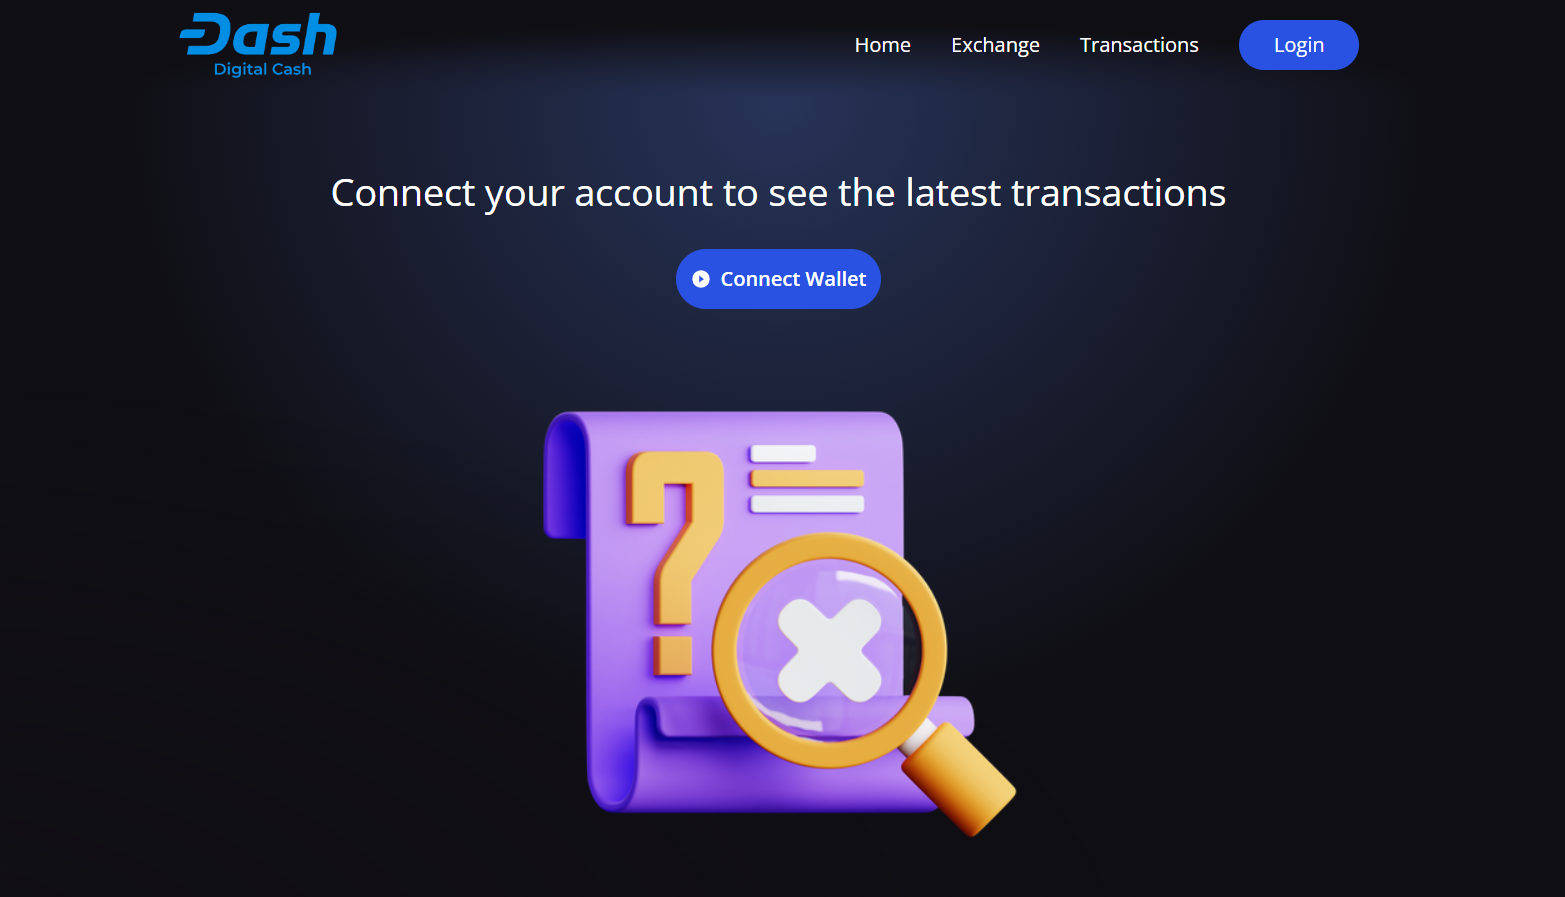 Dash
Digital Cash
Home
Exchange
Transactions
Login
Connect your account to see the latest transactions
Connect Wallet
?